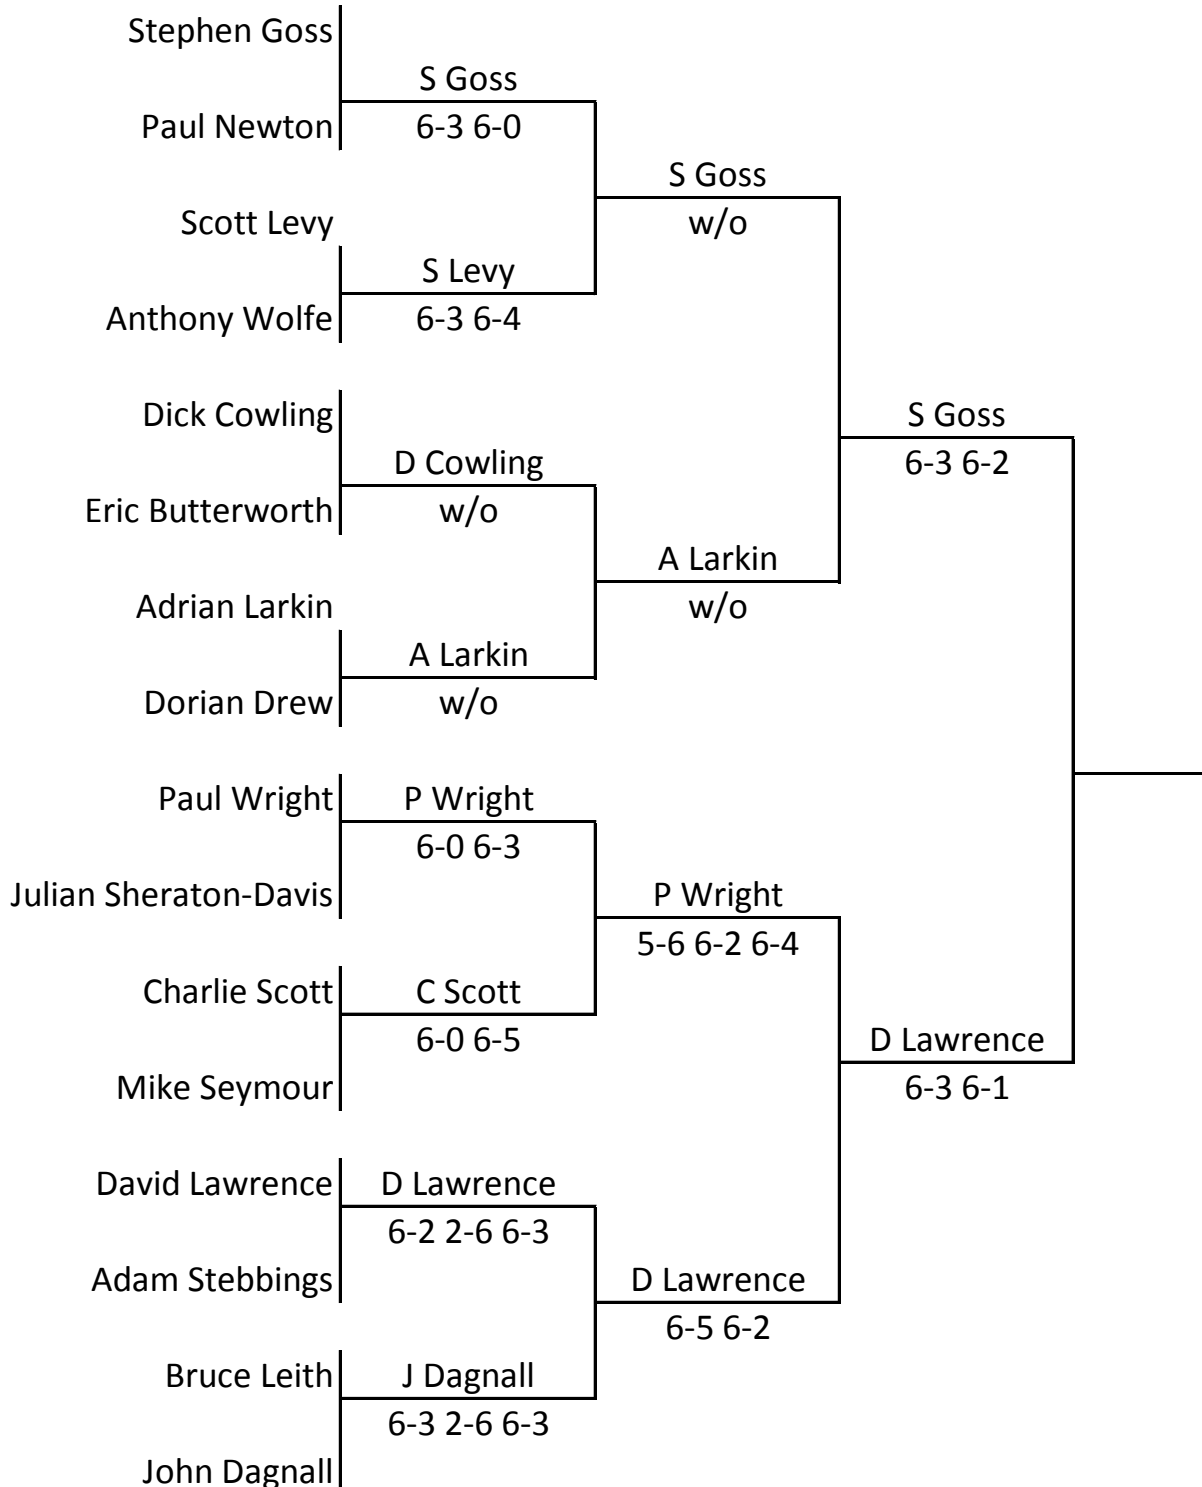 Stephen Goss
S Goss
Paul Newton
6-3 6-0
S Goss
Scott Levy
w/o
S Levy
Anthony Wolfe
6-3 6-4
Dick Cowling
S Goss
D Cowling
6-3 6-2
Eric Butterworth
w/o
A Larkin
Adrian Larkin
w/o
A Larkin
Dorian Drew
w/o
Paul Wright
P Wright
6-0 6-3
Julian Sheraton-Davis
P Wright
5-6 6-2 6-4
Charlie Scott
C Scott
6-0 6-5
D Lawrence
Mike Seymour
6-3 6-1
David Lawrence
D Lawrence
6-2 2-6 6-3
Adam Stebbings
D Lawrence
6-5 6-2
Bruce Leith
J Dagnall
6-3 2-6 6-3
John Dagnall